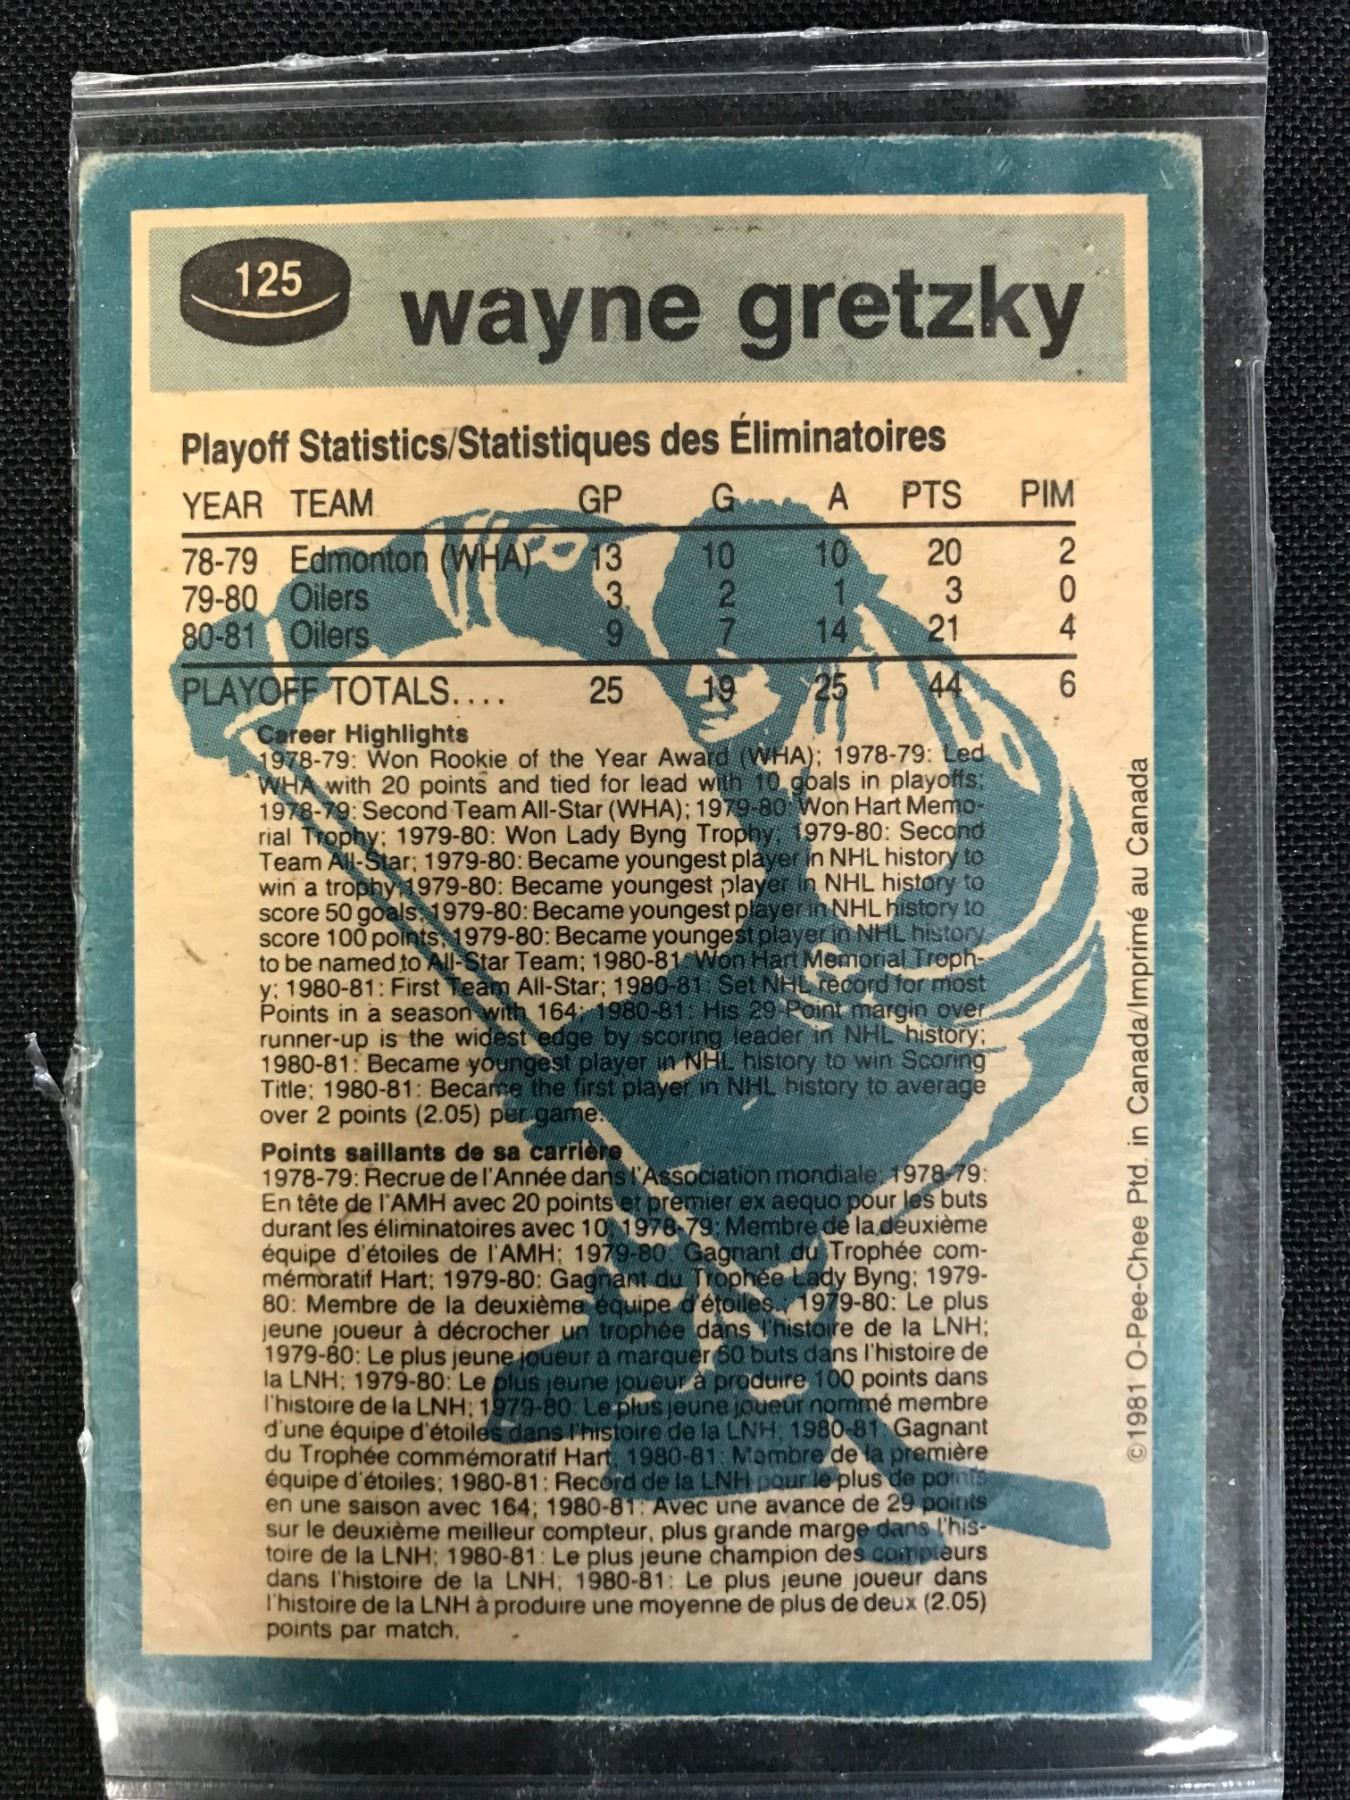 125
wayne gretzky
Playoff Statistics/Statistiques des Éliminatoires
YEAR TEAM GP G A PTS PIM
78-79 Edmonton (WHA) 13 10 10 20 2
79-80 Oilers 3 2 1 3 0
80-81 Oilers 9 7 14 21 4
PLAYOFF TOTALS.... 25 19 25 44 6
Career Highlights
1978-79: Won Rookie of the Year Award (WHA); 1978-79: Led
WHA with 20 points and tied for lead with 10 goals in playoffs;
1978-79: Second Team All-Star (WHA); 1979-80: Won Hart Memo-
rial Trophy; 1979-80: Won Lady Byng Trophy; 1979-80: Second
Team All-Star; 1979-80: Became youngest player in NHL history to
win a trophy; 1979-80: Became youngest player in NHL history to
score 50 goals; 1979-80: Became youngest player in NHL history to
score 100 points; 1979-80: Became youngest player in NHL history
to be named to All-Star Team; 1980-81: Won Hart Memorial Troph-
y; 1980-81: First Team All-Star; 1980-81: Set NHL record for most
Points in a season with 164; 1980-81: His 29-Point margin over
runner-up is the widest edge by scoring leader in NHL history;
1980-81: Became youngest player in NHL history to win Scoring
Title; 1980-81: Became the first player in NHL history to average
over 2 points (2.05) per game.
Points saillants de sa carrière
1978-79: Recrue de l'Année dans l'Association mondiale; 1978-79:
En tête de l'AMH avec 20 points et premier ex aequo pour les buts
durant les éliminatoires avec 10; 1978-79: Membre de la deuxième
équipe d'étoiles de l'AMH; 1979-80: Gagnant du Trophée com-
mémoratif Hart; 1979-80: Gagnant du Trophée Lady Byng; 1979-
80: Membre de la deuxième équipe d'étoiles.; 1979-80: Le plus
jeune joueur à décrocher un trophée dans l'histoire de la LNH;
1979-80: Le plus jeune joueur à marquer 50 buts dans l'histoire de
la LNH; 1979-80: Le plus jeune joueur à produire 100 points dans
l'histoire de la LNH; 1979-80: Le plus jeune joueur nommé membre
d'une équipe d'étoiles dans l'histoire de la LNH; 1980-81: Gagnant
du Trophée commémoratif Hart; 1980-81: Membre de la première
équipe d'étoiles; 1980-81: Record de la LNH pour le plus de points
en une saison avec 164; 1980-81: Avec une avance de 29 points
sur le deuxième meilleur compteur, plus grande marge dans l'his-
toire de la LNH; 1980-81: Le plus jeune champion des compteurs
dans l'histoire de la LNH; 1980-81: Le plus jeune joueur dans
l'histoire de la LNH à produire une moyenne de plus de deux (2.05)
points par match.
©1981 O-Pee-Chee Ptd. in Canada/Imprimé au Canada